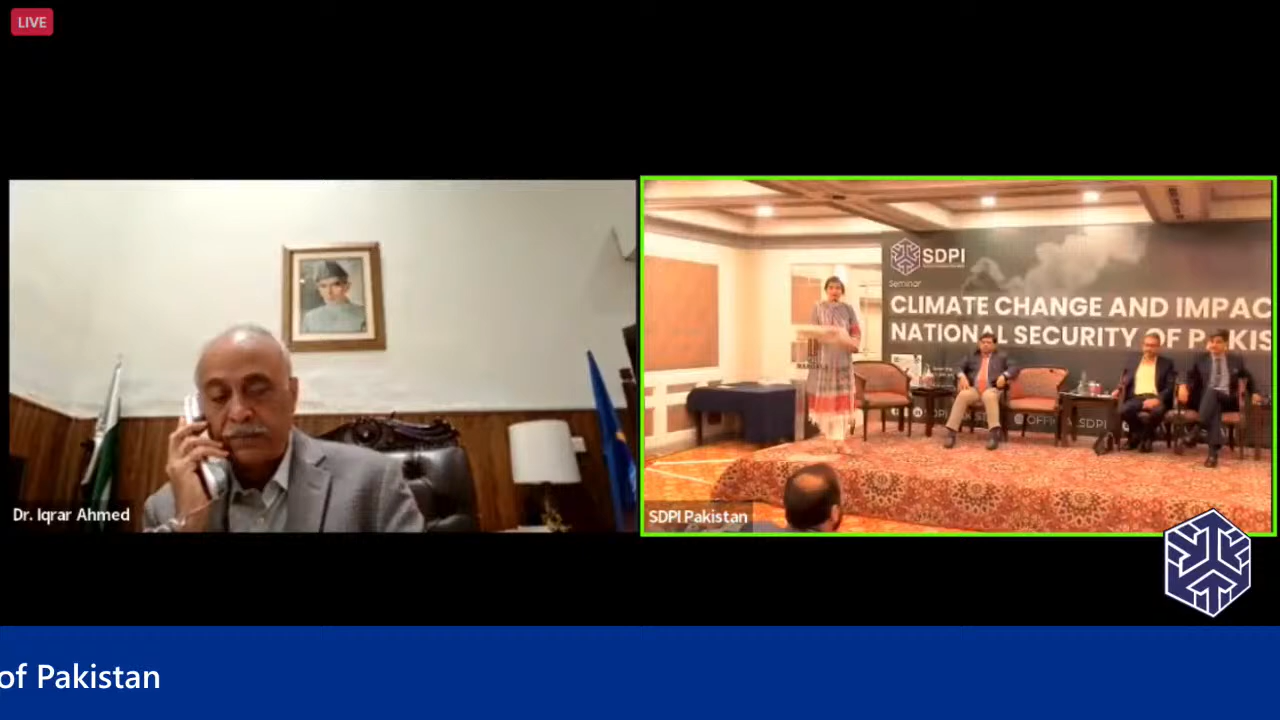 LIVE
SDPI
Seminar
CLIMATE CHANGE AND IMPAC
NATIONAL SECURITY OF PAKIS
Dr. Iqrar Ahmed
SDPI Pakistan
of Pakistan